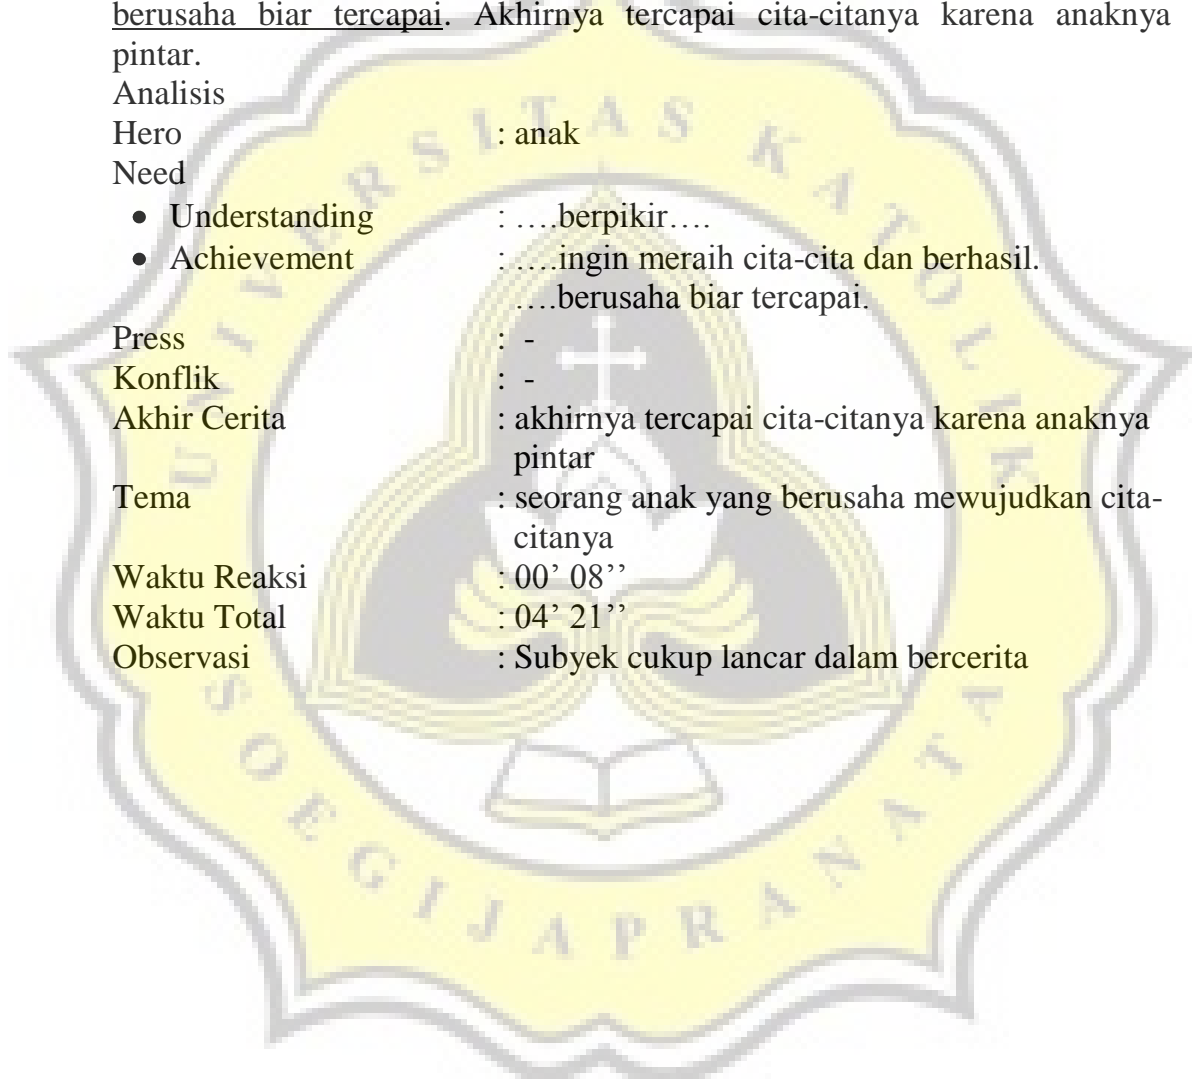 berusaha biar tercapai. Akhirnya tercapai cita-citanya karena anaknya
pintar.
Analisis
Hero : anak
Need
• Understanding : ….berpikir….
• Achievement : ….ingin meraih cita-cita dan berhasil.
….berusaha biar tercapai.
Press : -
Konflik : -
Akhir Cerita : akhirnya tercapai cita-citanya karena anaknya
pintar
Tema : seorang anak yang berusaha mewujudkan cita-
citanya
Waktu Reaksi : 00’ 08’’
Waktu Total : 04’ 21’’
Observasi : Subyek cukup lancar dalam bercerita
UNIVERSITAS KATOLIK
SOEGIJAPRANATA